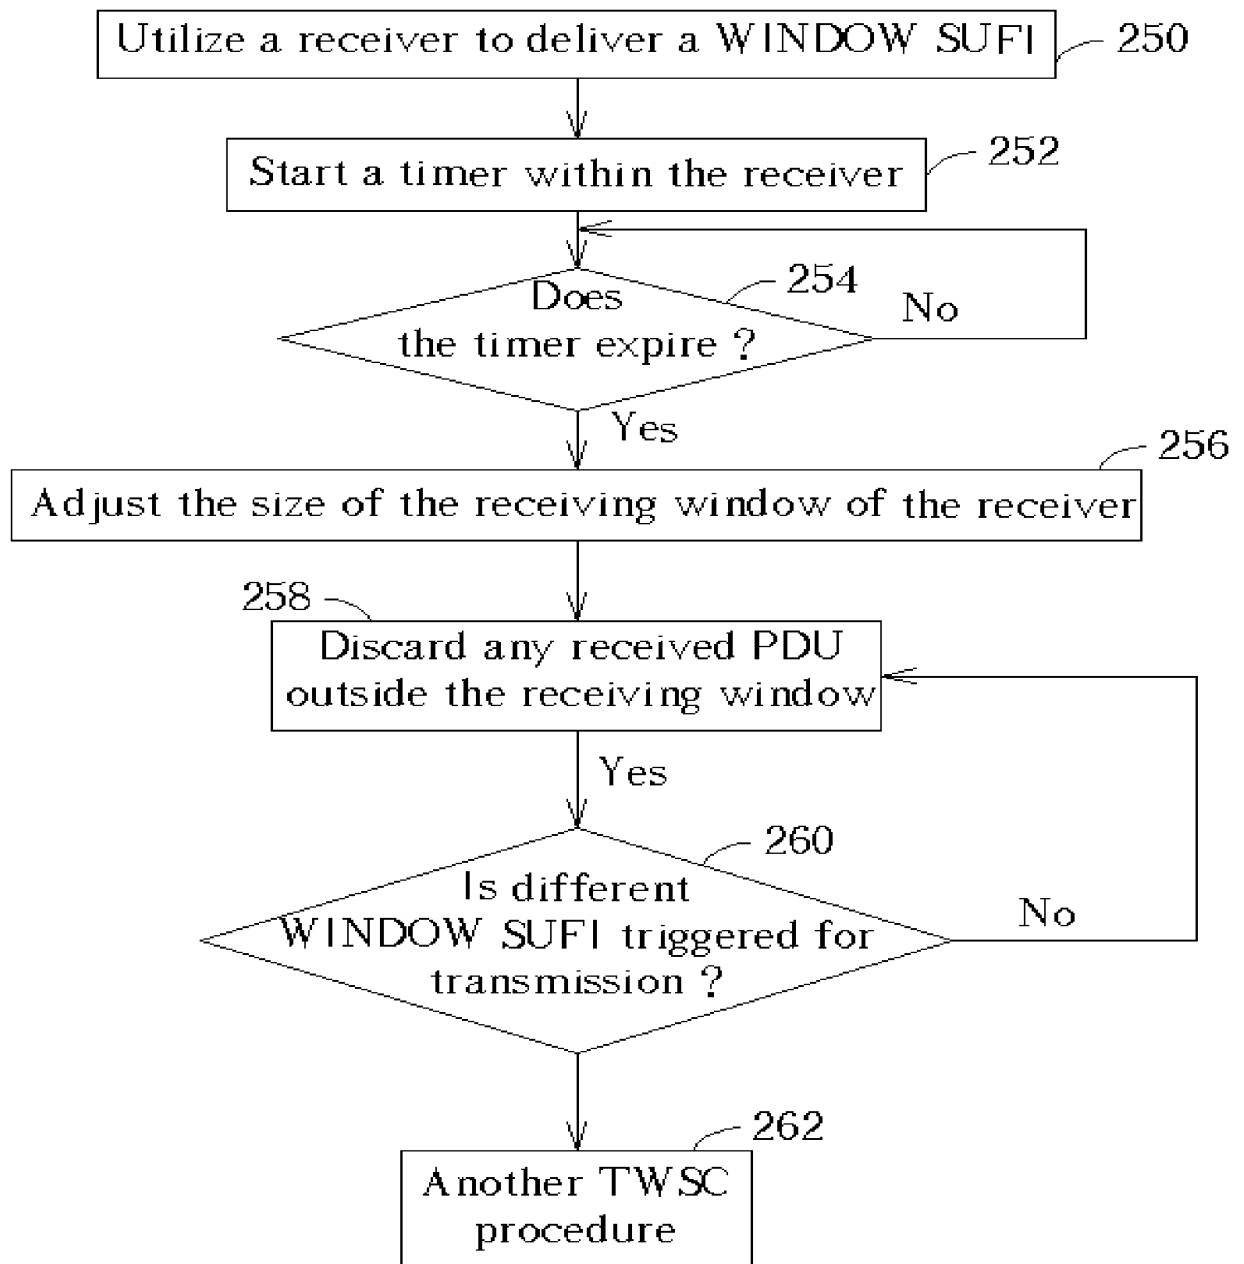 Utilize a receiver to deliver a WINDOW SUFI
250
252
Start a timer within the receiver
254
Does
the timer expire ?
No
Yes
256
Adjust the size of the receiving window of the receiver
258
Discard any received PDU
outside the receiving window
Yes
260
Is different
WINDOW SUFI triggered for
transmission ?
No
262
Another TWSC
procedure